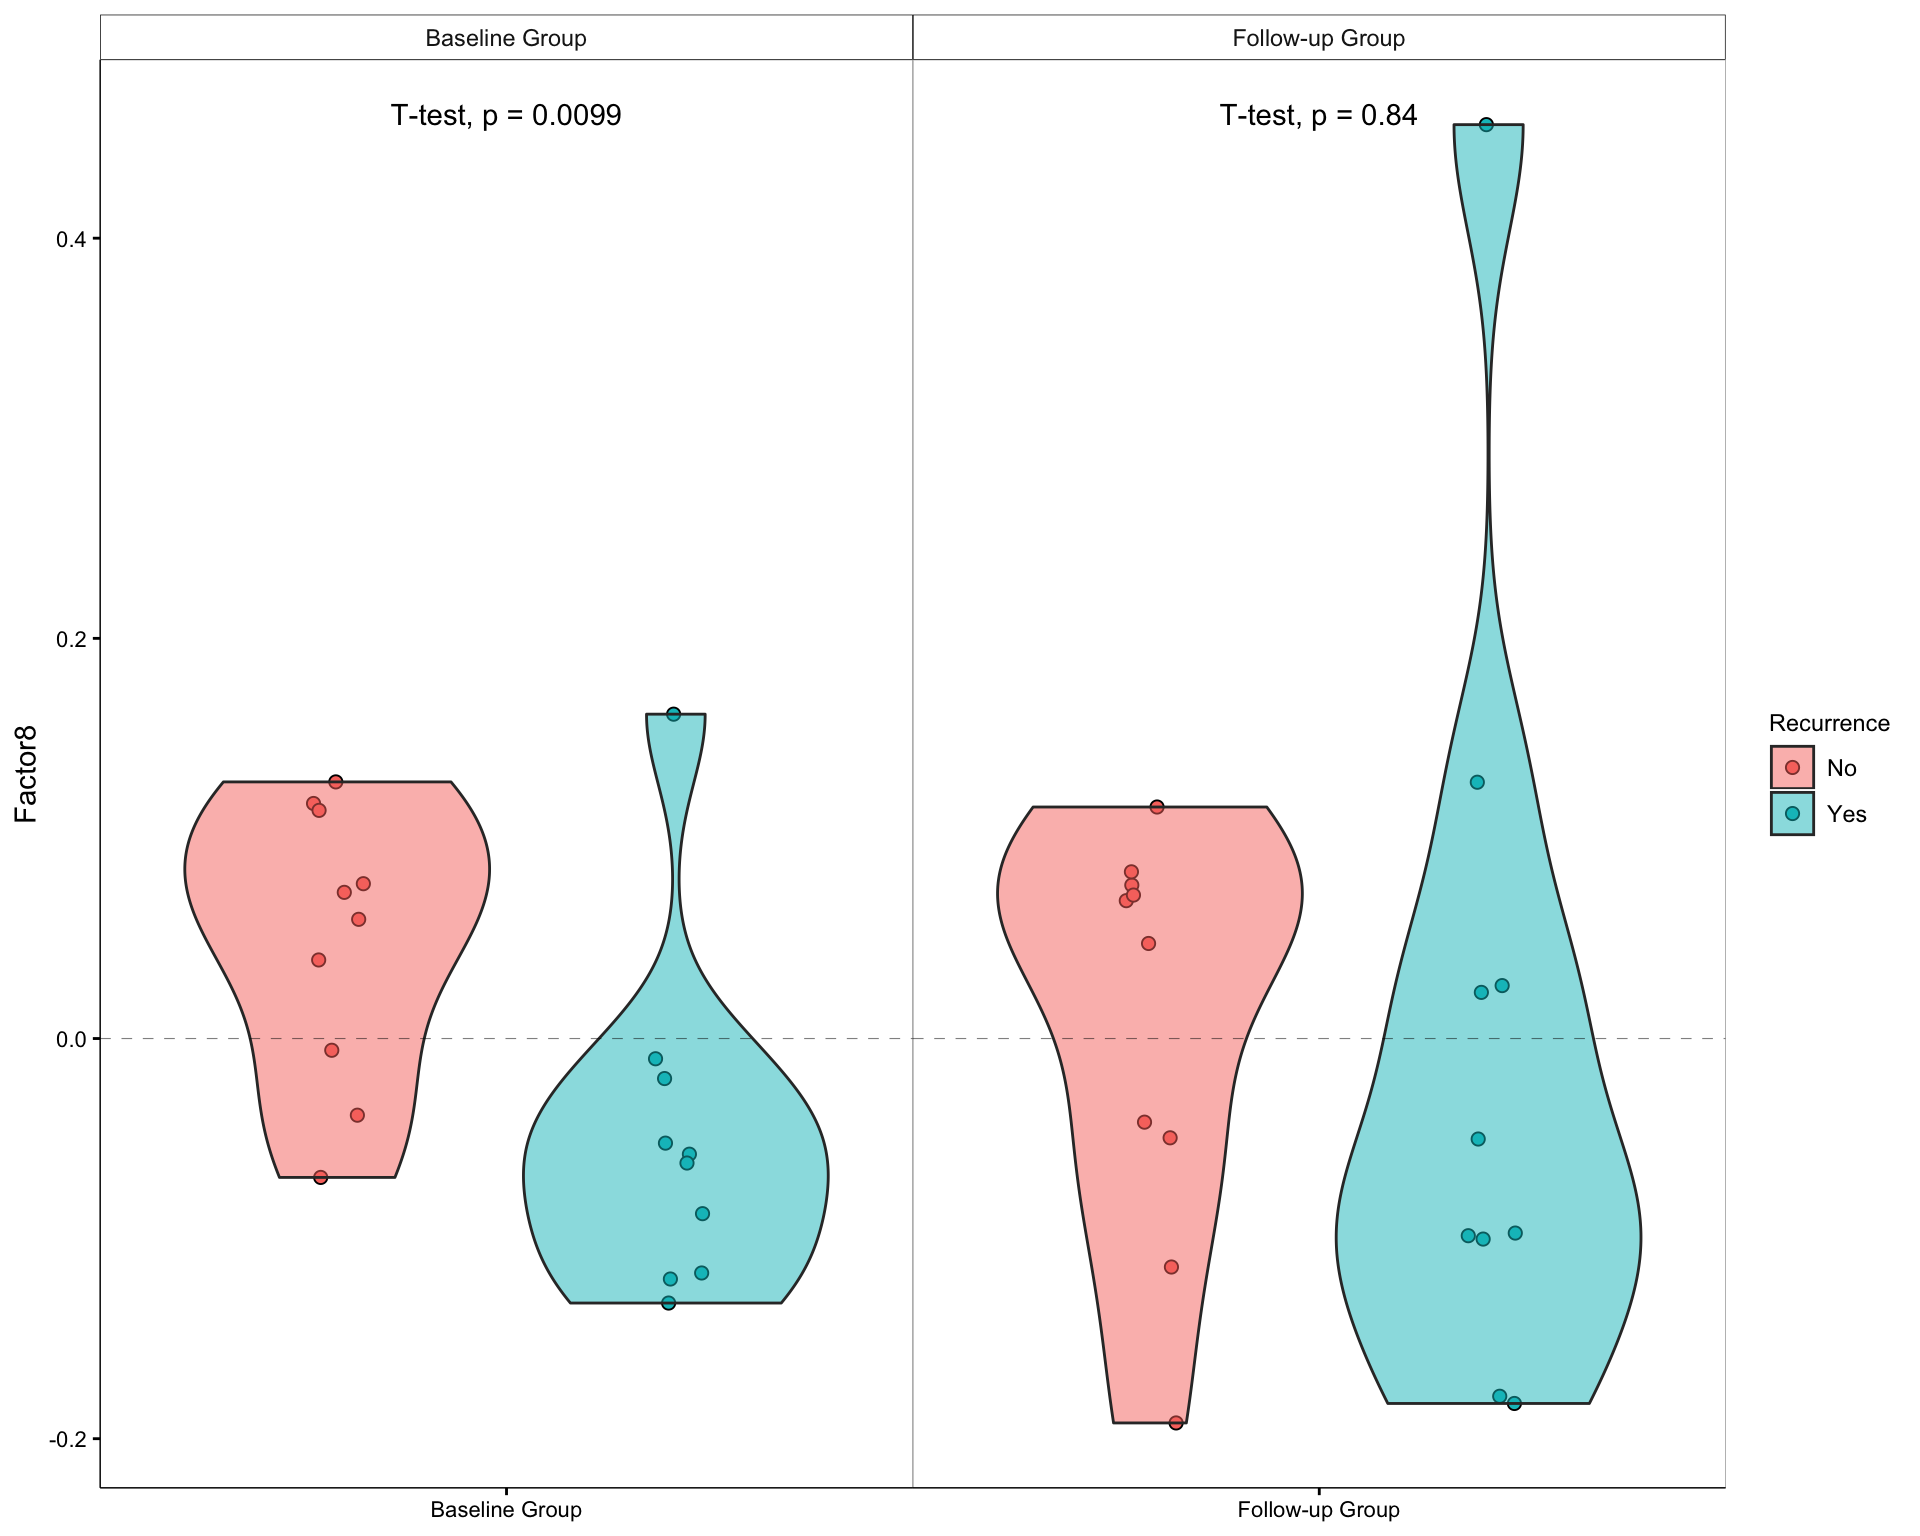 Baseline Group
Follow-up Group
T-test, p = 0.0099
T-test, p = 0.84
0.4
0.2
0.0
-0.2
Factor8
Baseline Group
Follow-up Group
Recurrence
No
Yes